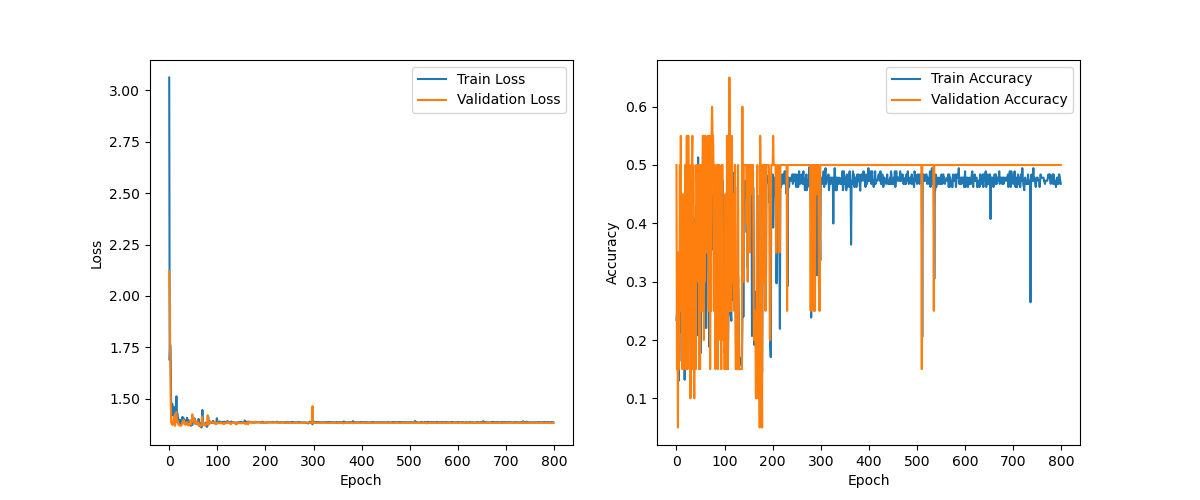 Train Loss
Validation Loss
3.00
2.75
2.50
2.25
2.00
1.75
1.50
Loss
0 100 200 300 400 500 600 700 800
Epoch
Train Accuracy
Validation Accuracy
0.6
0.5
0.4
0.3
0.2
0.1
Accuracy
0 100 200 300 400 500 600 700 800
Epoch